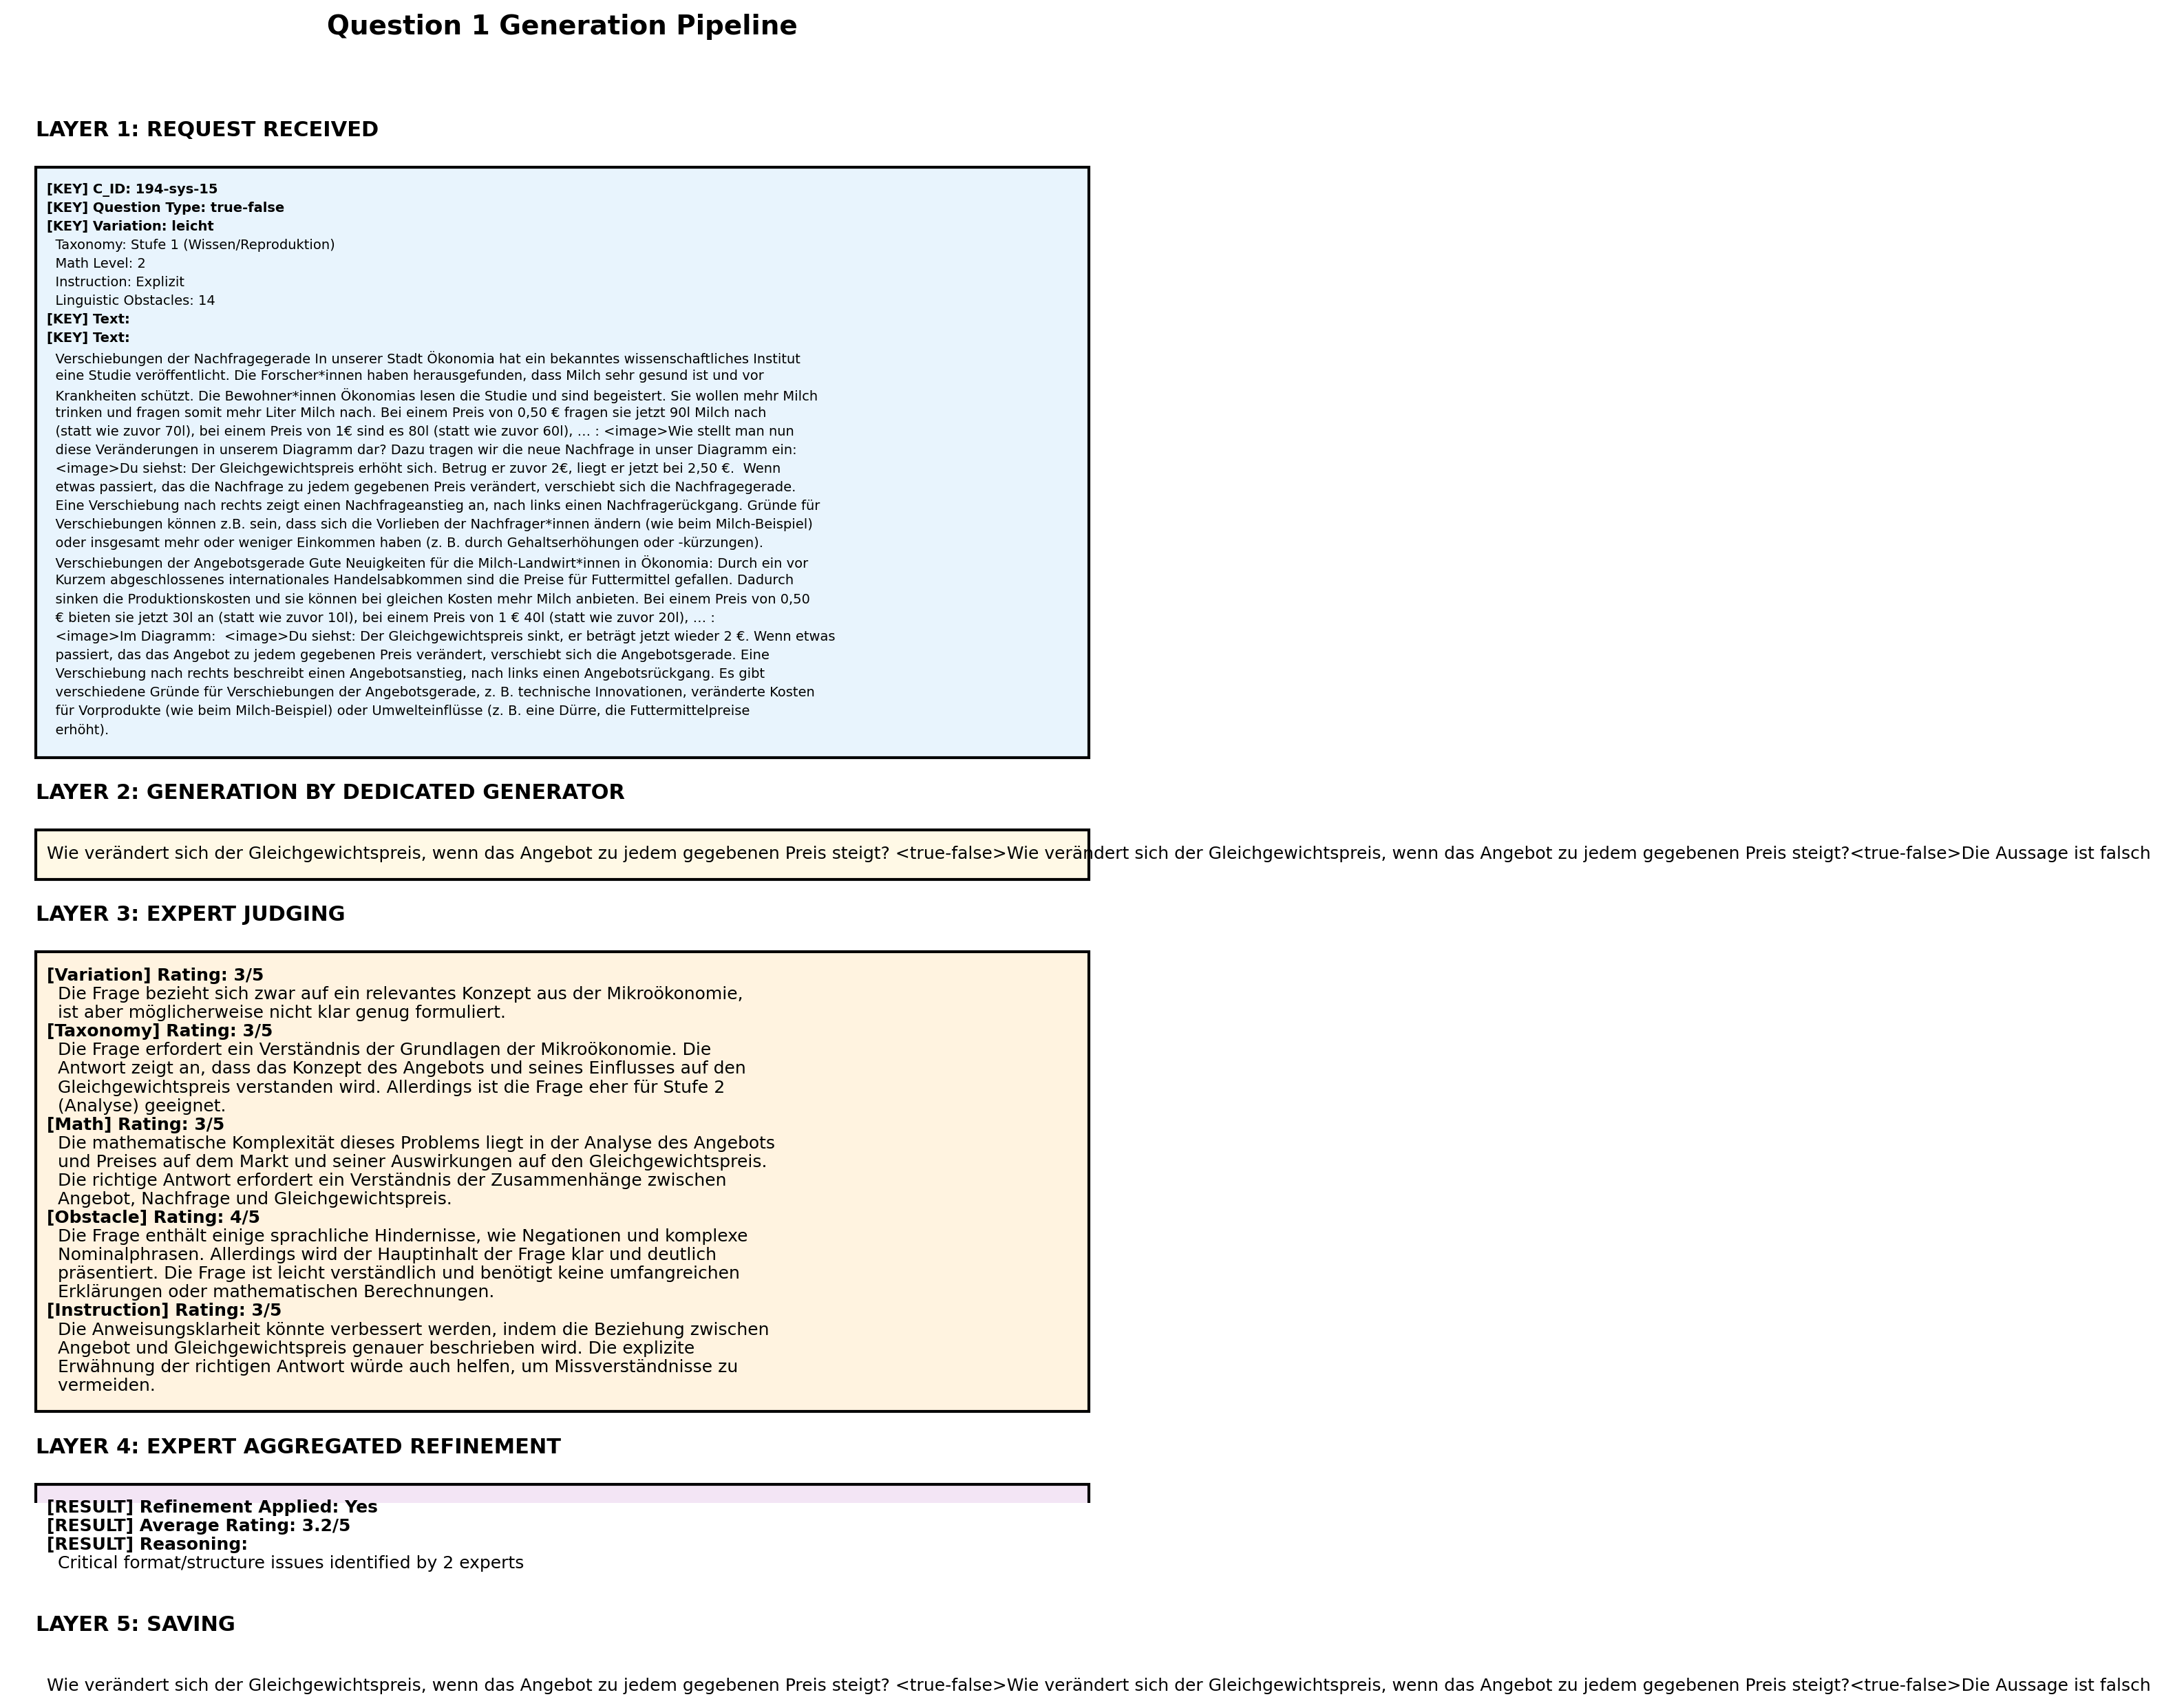 Question 1 Generation Pipeline
LAYER 1: REQUEST RECEIVED
[KEY] C_ID: 194-sys-15
[KEY] Question Type: true-false
[KEY] Variation: leicht
Taxonomy: Stufe 1 (Wissen/Reproduktion)
Math Level: 2
Instruction: Explizit
Linguistic Obstacles: 14
[KEY] Text:
[KEY] Text:
Verschiebungen der Nachfragegerade In unserer Stadt Ökonomia hat ein bekanntes wissenschaftliches Institut
eine Studie veröffentlicht. Die Forscher*innen haben herausgefunden, dass Milch sehr gesund ist und vor
Krankheiten schützt. Die Bewohner*innen Ökonomias lesen die Studie und sind begeistert. Sie wollen mehr Milch
trinken und fragen somit mehr Liter Milch nach. Bei einem Preis von 0,50 € fragen sie jetzt 90l Milch nach
(statt wie zuvor 70l), bei einem Preis von 1€ sind es 80l (statt wie zuvor 60l), … : <image>Wie stellt man nun
diese Veränderungen in unserem Diagramm dar? Dazu tragen wir die neue Nachfrage in unser Diagramm ein:
<image>Du siehst: Der Gleichgewichtspreis erhöht sich. Betrug er zuvor 2€, liegt er jetzt bei 2,50 €.  Wenn
etwas passiert, das die Nachfrage zu jedem gegebenen Preis verändert, verschiebt sich die Nachfragegerade.
Eine Verschiebung nach rechts zeigt einen Nachfrageanstieg an, nach links einen Nachfragerückgang. Gründe für
Verschiebungen können z.B. sein, dass sich die Vorlieben der Nachfrager*innen ändern (wie beim Milch-Beispiel)
oder insgesamt mehr oder weniger Einkommen haben (z. B. durch Gehaltserhöhungen oder -kürzungen).
Verschiebungen der Angebotsgerade Gute Neuigkeiten für die Milch-Landwirt*innen in Ökonomia: Durch ein vor
Kurzem abgeschlossenes internationales Handelsabkommen sind die Preise für Futtermittel gefallen. Dadurch
sinken die Produktionskosten und sie können bei gleichen Kosten mehr Milch anbieten. Bei einem Preis von 0,50
€ bieten sie jetzt 30l an (statt wie zuvor 10l), bei einem Preis von 1 € 40l (statt wie zuvor 20l), … :
<image>Im Diagramm:  <image>Du siehst: Der Gleichgewichtspreis sinkt, er beträgt jetzt wieder 2 €. Wenn etwas
passiert, das das Angebot zu jedem gegebenen Preis verändert, verschiebt sich die Angebotsgerade. Eine
Verschiebung nach rechts beschreibt einen Angebotsanstieg, nach links einen Angebotsrückgang. Es gibt
verschiedene Gründe für Verschiebungen der Angebotsgerade, z. B. technische Innovationen, veränderte Kosten
für Vorprodukte (wie beim Milch-Beispiel) oder Umwelteinflüsse (z. B. eine Dürre, die Futtermittelpreise
erhöht).
LAYER 2: GENERATION BY DEDICATED GENERATOR
Wie verändert sich der Gleichgewichtspreis, wenn das Angebot zu jedem gegebenen Preis steigt? <true-false>Wie verändert sich der Gleichgewichtspreis, wenn das Angebot zu jedem gegebenen Preis steigt?<true-false>Die Aussage ist falsch
LAYER 3: EXPERT JUDGING
[Variation] Rating: 3/5
Die Frage bezieht sich zwar auf ein relevantes Konzept aus der Mikroökonomie,
ist aber möglicherweise nicht klar genug formuliert.
[Taxonomy] Rating: 3/5
Die Frage erfordert ein Verständnis der Grundlagen der Mikroökonomie. Die
Antwort zeigt an, dass das Konzept des Angebots und seines Einflusses auf den
Gleichgewichtspreis verstanden wird. Allerdings ist die Frage eher für Stufe 2
(Analyse) geeignet.
[Math] Rating: 3/5
Die mathematische Komplexität dieses Problems liegt in der Analyse des Angebots
und Preises auf dem Markt und seiner Auswirkungen auf den Gleichgewichtspreis.
Die richtige Antwort erfordert ein Verständnis der Zusammenhänge zwischen
Angebot, Nachfrage und Gleichgewichtspreis.
[Obstacle] Rating: 4/5
Die Frage enthält einige sprachliche Hindernisse, wie Negationen und komplexe
Nominalphrasen. Allerdings wird der Hauptinhalt der Frage klar und deutlich
präsentiert. Die Frage ist leicht verständlich und benötigt keine umfangreichen
Erklärungen oder mathematischen Berechnungen.
[Instruction] Rating: 3/5
Die Anweisungsklarheit könnte verbessert werden, indem die Beziehung zwischen
Angebot und Gleichgewichtspreis genauer beschrieben wird. Die explizite
Erwähnung der richtigen Antwort würde auch helfen, um Missverständnisse zu
vermeiden.
LAYER 4: EXPERT AGGREGATED REFINEMENT
[RESULT] Refinement Applied: Yes
[RESULT] Average Rating: 3.2/5
[RESULT] Reasoning:
Critical format/structure issues identified by 2 experts
LAYER 5: SAVING
Wie verändert sich der Gleichgewichtspreis, wenn das Angebot zu jedem gegebenen Preis steigt? <true-false>Wie verändert sich der Gleichgewichtspreis, wenn das Angebot zu jedem gegebenen Preis steigt?<true-false>Die Aussage ist falsch